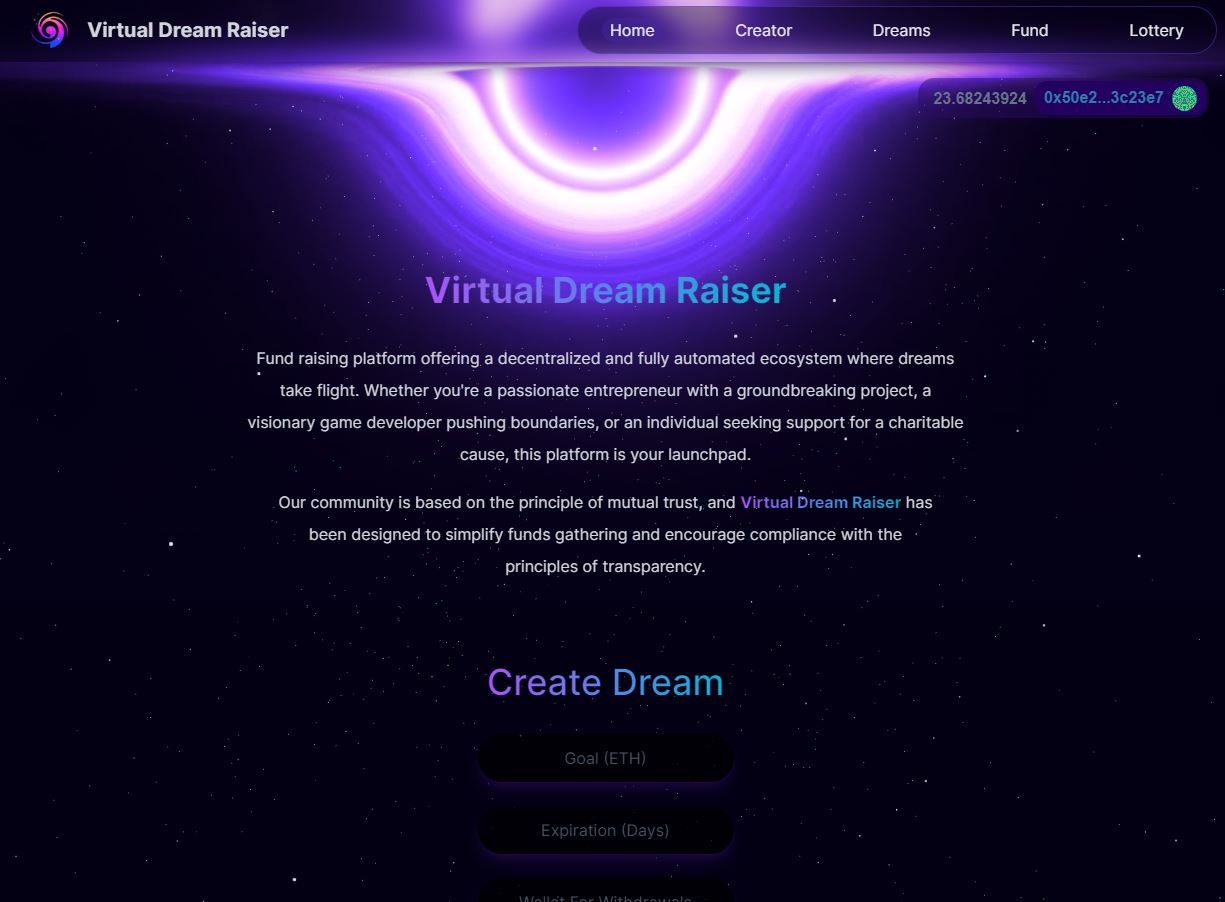 Virtual Dream Raiser
Home Creator Dreams Fund Lottery
23.68243924 0x50e2...3c23e7
Virtual Dream Raiser
Fund raising platform offering a decentralized and fully automated ecosystem where dreams
take flight. Whether you're a passionate entrepreneur with a groundbreaking project, a
visionary game developer pushing boundaries, or an individual seeking support for a charitable
cause, this platform is your launchpad.
Our community is based on the principle of mutual trust, and Virtual Dream Raiser has
been designed to simplify funds gathering and encourage compliance with the
principles of transparency.
Create Dream
Goal (ETH)
Expiration (Days)
Wallet For Withdrawals